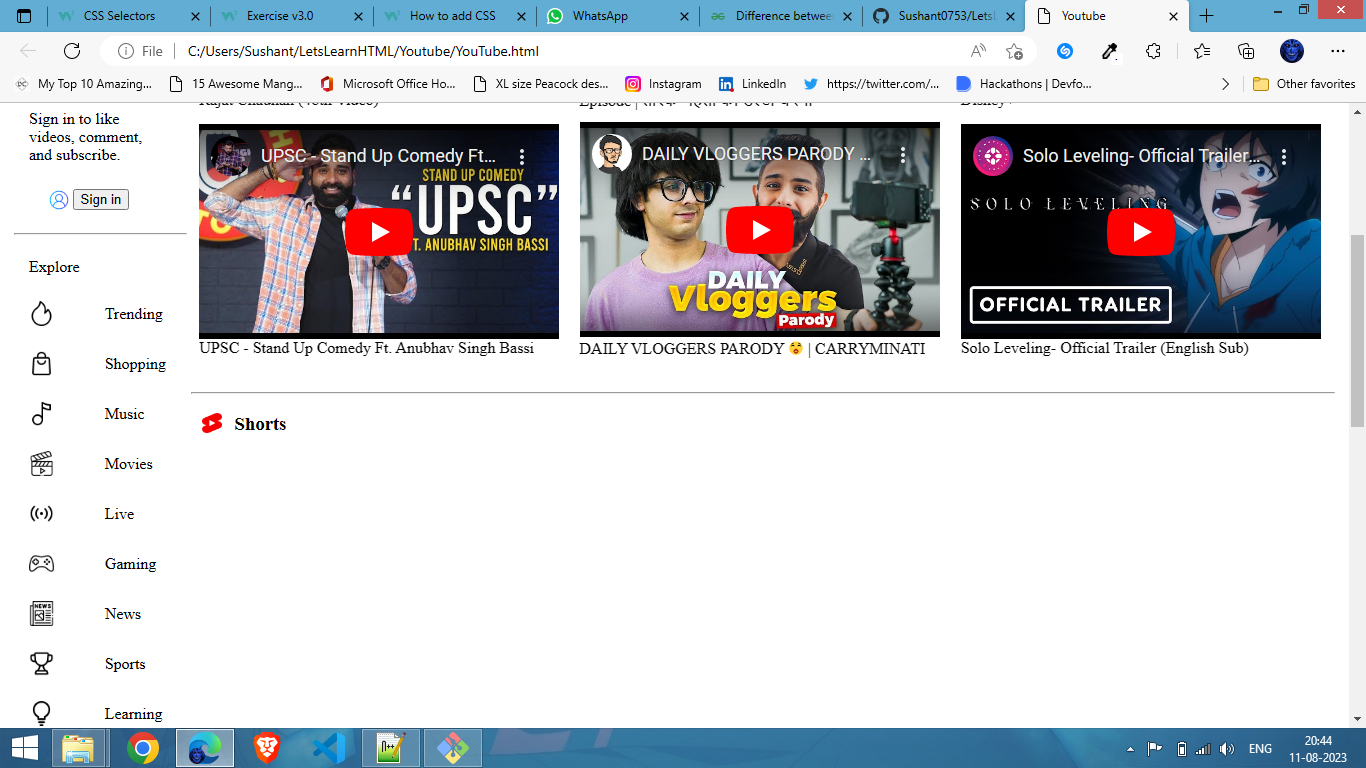 CSS Selectors
Exercise v3.0
How to add CSS
WhatsApp
Difference betwee
Sushant0753/Lets
Youtube
File
C:/Users/Sushant/LetsLearnHTML/Youtube/YouTube.html
My Top 10 Amazing...
15 Awesome Mang...
Microsoft Office Ho...
XL size Peacock des...
Instagram
LinkedIn
https://twitter.com/...
Hackathons | Devfo...
Other favorites
Sign in to like
videos, comment,
and subscribe.
Sign in
Explore
Trending
Shopping
Music
Movies
Live
Gaming
News
Sports
Learning
UPSC - Stand Up Comedy Ft...
STAND UP COMEDY
“UPSC”
FT. ANUBHAV SINGH BASSI
UPSC - Stand Up Comedy Ft. Anubhav Singh Bassi
DAILY VLOGGERS PARODY ...
DAILY
Vloggers
Parody
DAILY VLOGGERS PARODY 😵 | CARRYMINATI
Solo Leveling- Official Trailer...
SOLO LEVELING
OFFICIAL TRAILER
Solo Leveling- Official Trailer (English Sub)
Shorts
ENG
20:44
11-08-2023